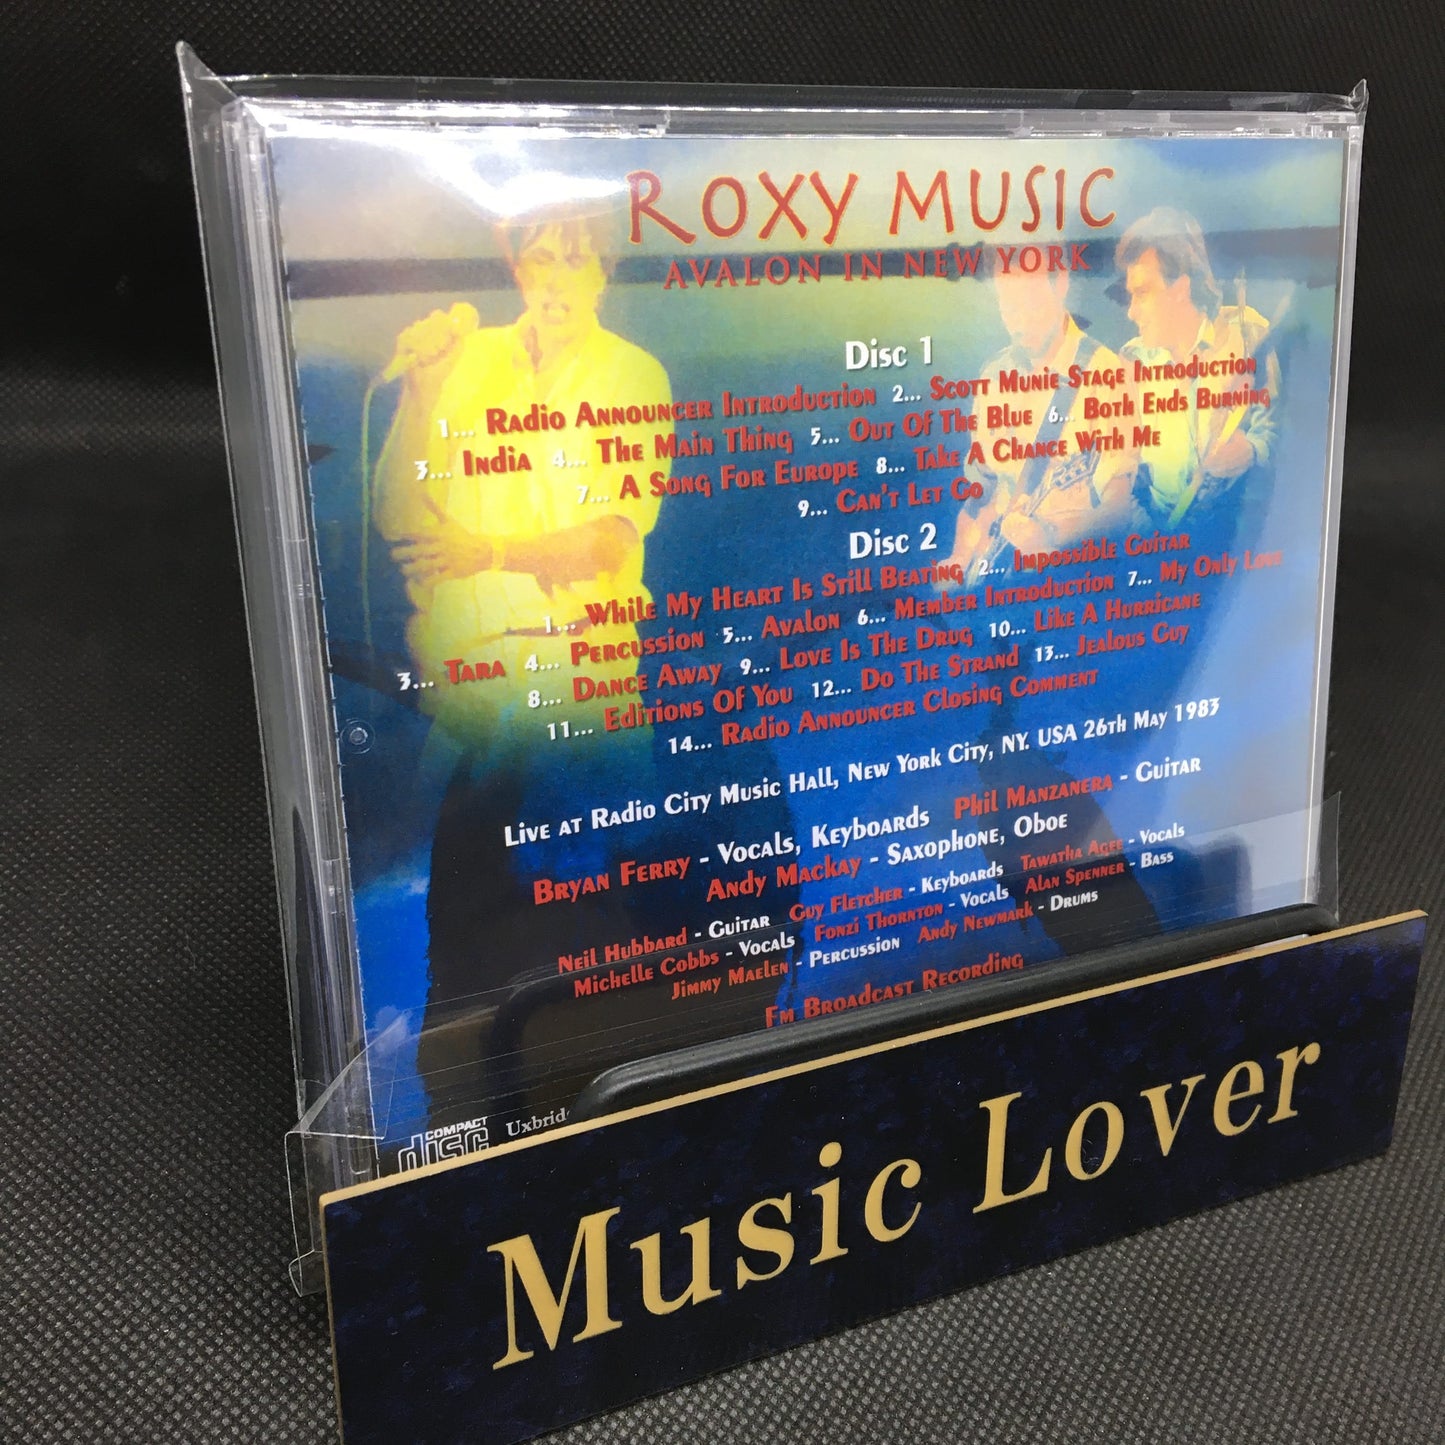 ROXY MUSIC
AVALON IN NEW YORK
Disc 1
1... Radio Announcer Introduction 2... Scott Munie Stage Introduction
3... India 4... The Main Thing 5... Out Of The Blue 6... Both Ends Burning
7... A Song For Europe 8... Take A Chance With Me
9... Can't Let Go
Disc 2
1... While My Heart Is Still Beating 2... Impossible Guitar
3... Tara 4... Percussion 5... Avalon 6... Member Introduction 7... My Only Love
8... Dance Away 9... Love Is The Drug 10... Like A Hurricane
11... Editions Of You 12... Do The Strand 13... Jealous Guy
14... Radio Announcer Closing Comment
Live at Radio City Music Hall, New York City, NY. USA 26th May 1983
Bryan Ferry - Vocals, Keyboards Phil Manzanera - Guitar
Andy Mackay - Saxophone, Oboe
Neil Hubbard - Guitar Guy Fletcher - Keyboards Tawatha Agee - Vocals
Michelle Cobbs - Vocals Fonzi Thornton - Vocals Alan Spenner - Bass
Jimmy Maelen - Percussion Andy Newmark - Drums
Fm Broadcast Recording
COMPACT
disc
Music Lover